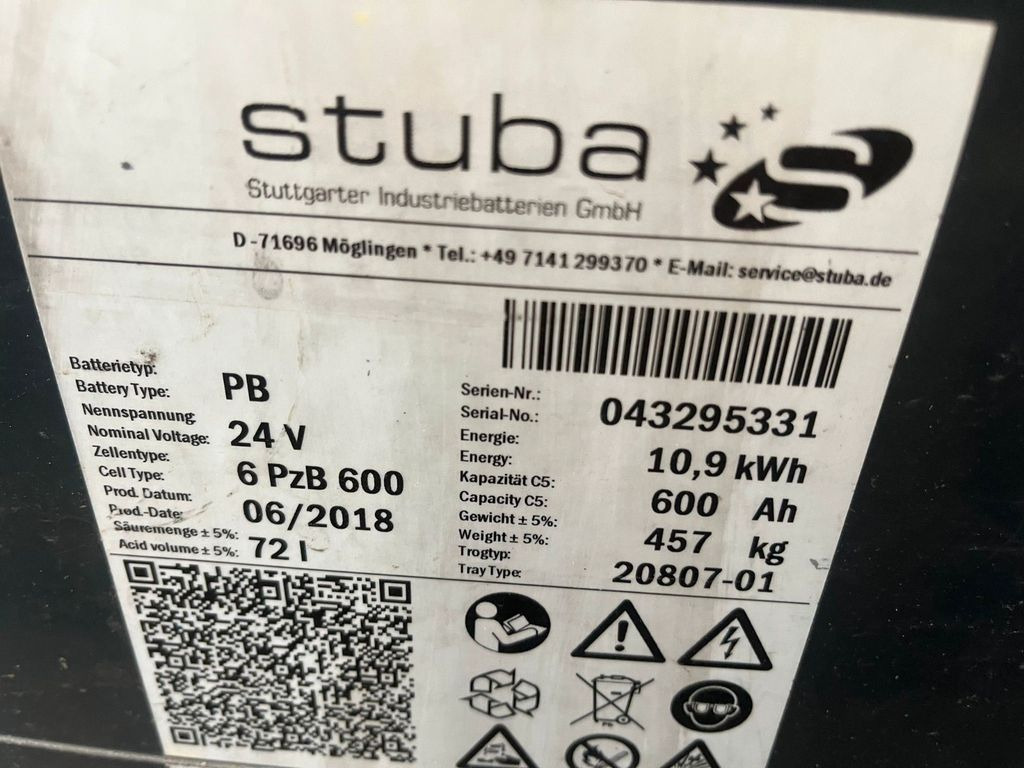 stuba
Stuttgarter Industriebatterien GmbH
D-71696 Möglingen * Tel.: +49 7141 299370 * E-Mail: service@stuba.de
Batterietyp:
Battery Type: PB
Nennspannung
Nominal Voltage: 24 V
Zellentype:
Cell Type: 6 PzB 600
Prod. Datum:
Prod.-Date: 06/2018
Säuremenge ± 5%:
Acid volume ± 5%: 72 l
Serien-Nr.:
Serial-No.: 043295331
Energie:
Energy: 10,9 kWh
Kapazität C5:
Capacity C5: 600 Ah
Gewicht ± 5%:
Weight ± 5%: 457 kg
Trogtyp:
Tray Type: 20807-01
Pb